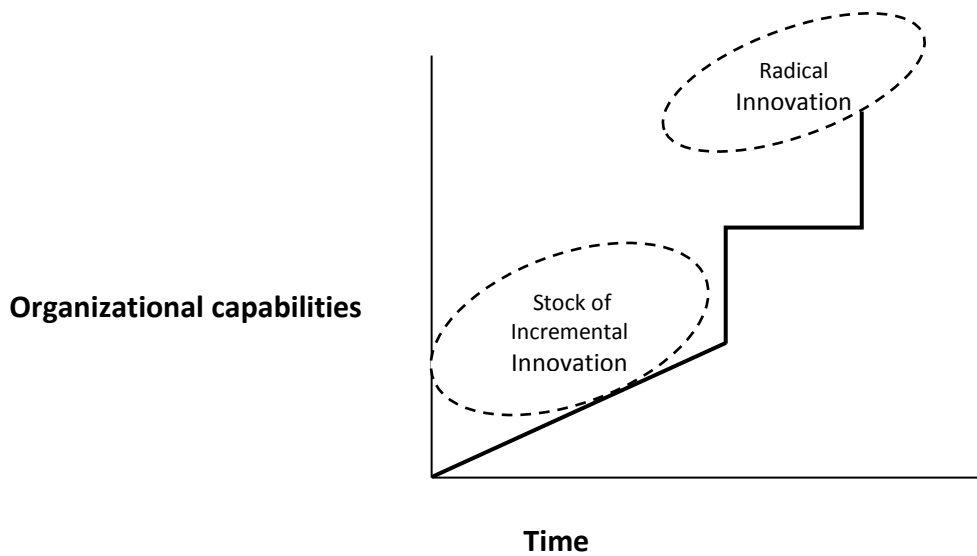 Radical
Innovation
Organizational capabilities
Stock of
Incremental
Innovation
Time